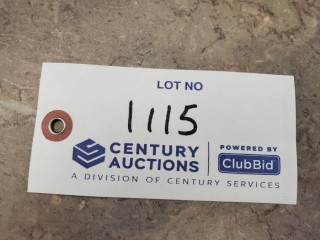 LOT NO
1115
CENTURY
AUCTIONS
POWERED BY
ClubBid
A DIVISION OF CENTURY SERVICES